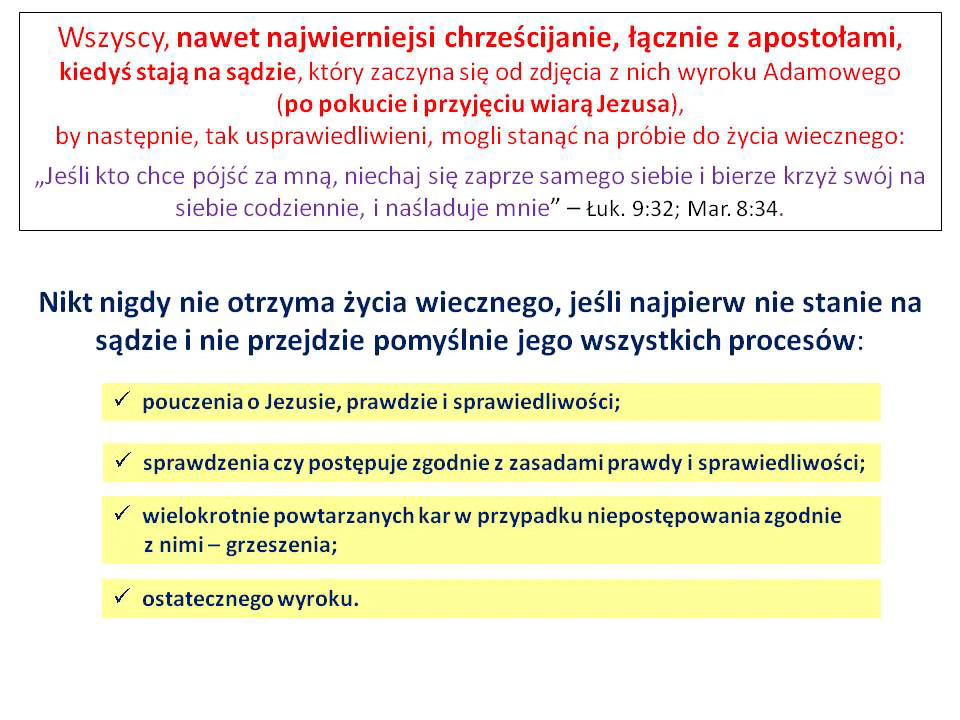 Wszyscy, nawet najwierniejsi chrześcijanie, łącznie z apostołami,
kiedyś stają na sądzie, który zaczyna się od zdjęcia z nich wyroku Adamowego
(po pokucie i przyjęciu wiarą Jezusa),
by następnie, tak usprawiedliwieni, mogli stanąć na próbie do życia wiecznego:
„Jeśli kto chce pójść za mną, niechaj się zaprze samego siebie i bierze krzyż swój na
siebie codziennie, i naśladuje mnie” – Łuk. 9:32; Mar. 8:34.
Nikt nigdy nie otrzyma życia wiecznego, jeśli najpierw nie stanie na
sądzie i nie przejdzie pomyślnie jego wszystkich procesów:
✓ pouczenia o Jezusie, prawdzie i sprawiedliwości;
✓ sprawdzenia czy postępuje zgodnie z zasadami prawdy i sprawiedliwości;
✓ wielokrotnie powtarzanych kar w przypadku niepostępowania zgodnie
z nimi – grzeszenia;
✓ ostatecznego wyroku.